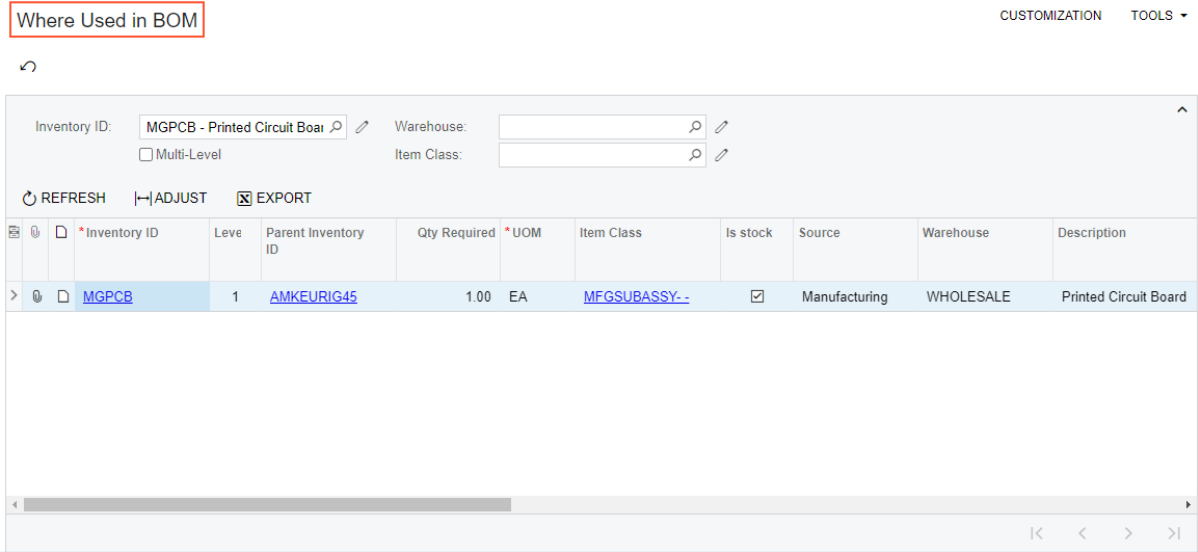 Where Used in BOM
CUSTOMIZATION TOOLS
Inventory ID: MGPCB - Printed Circuit Boar Warehouse:
Multi-Level Item Class:
REFRESH ADJUST EXPORT
* Inventory ID Leve Parent Inventory ID Qty Required * UOM Item Class Is stock Source Warehouse Description
MGPCB 1 AMKEURIG45 1.00 EA MFGSUBASSY- - Manufacturing WHOLESALE Printed Circuit Board